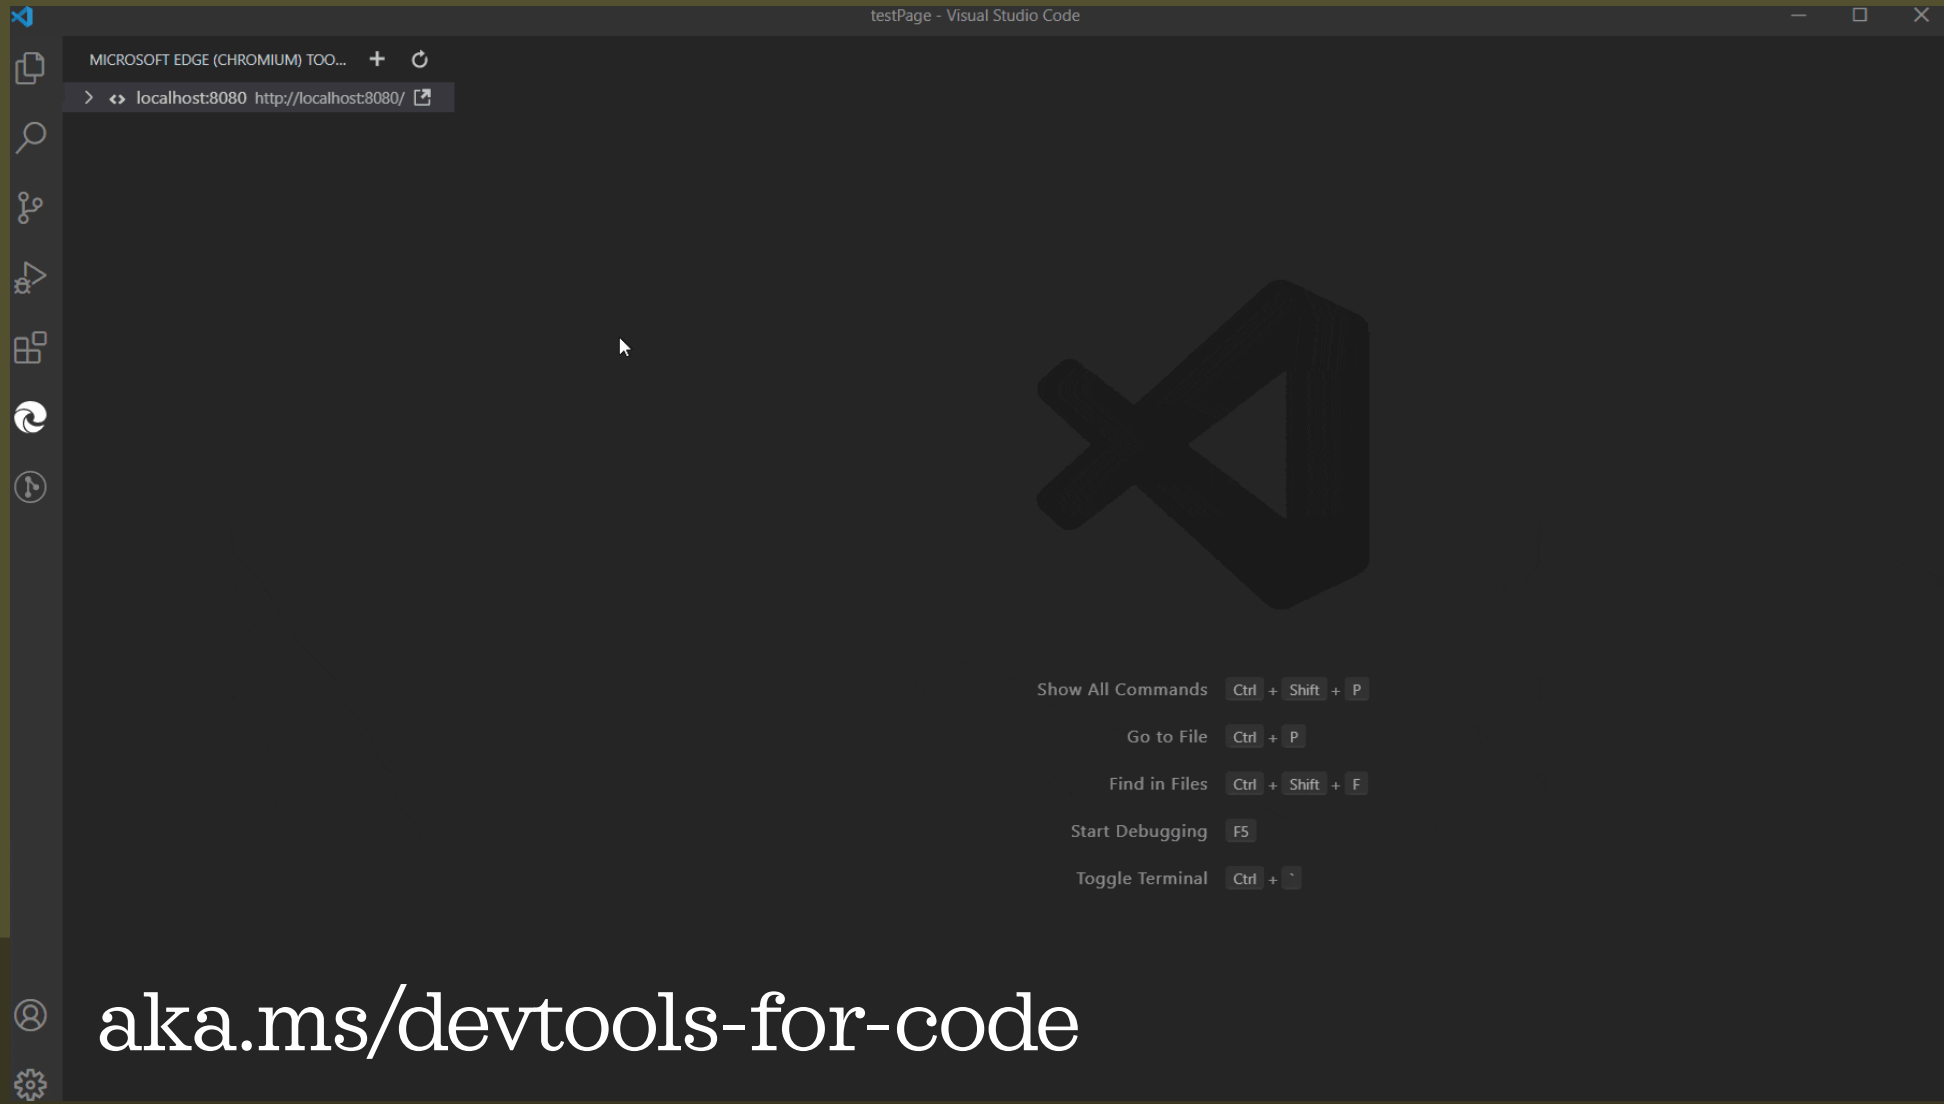 testPage - Visual Studio Code
MICROSOFT EDGE (CHROMIUM) TOO...
localhost:8080 http://localhost:8080/
Show All Commands Ctrl + Shift + P
Go to File Ctrl + P
Find in Files Ctrl + Shift + F
Start Debugging F5
Toggle Terminal Ctrl + `
aka.ms/devtools-for-code